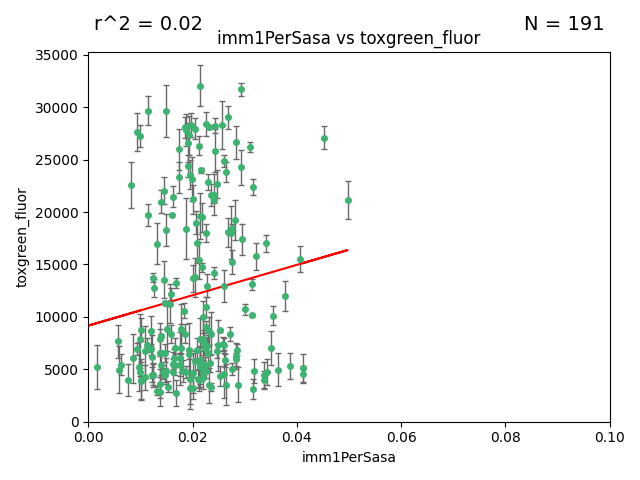 r^2 = 0.02
N = 191
imm1PerSasa vs toxgreen_fluor
35000
30000
25000
20000
15000
10000
5000
0
toxgreen_fluor
0.00
0.02
0.04
0.06
0.08
0.10
imm1PerSasa